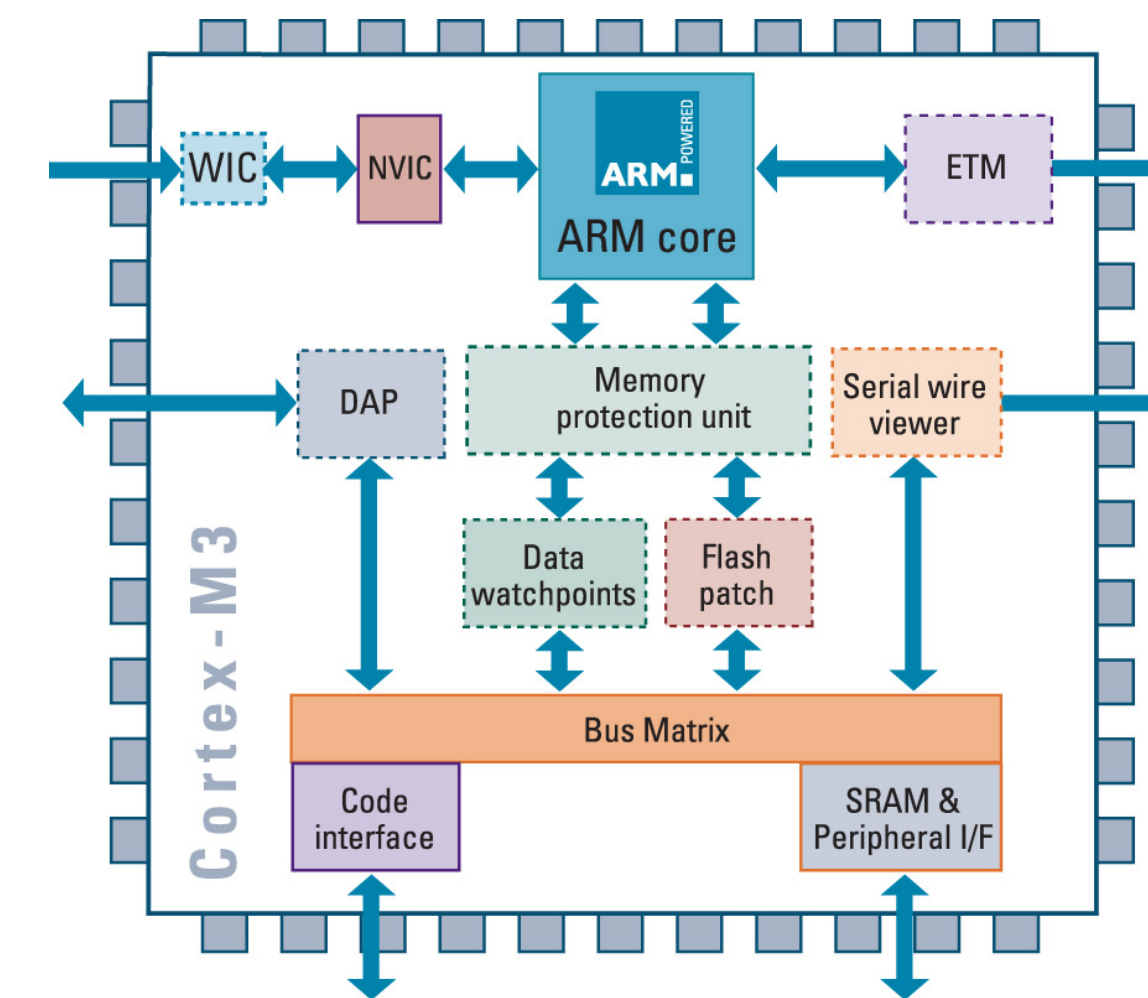 WIC
NVIC
ARM
POWERED
ARM core
ETM
DAP
Memory
protection unit
Serial wire
viewer
Data
watchpoints
Flash
patch
Cortex-M3
Bus Matrix
Code
interface
SRAM &
Peripheral I/F